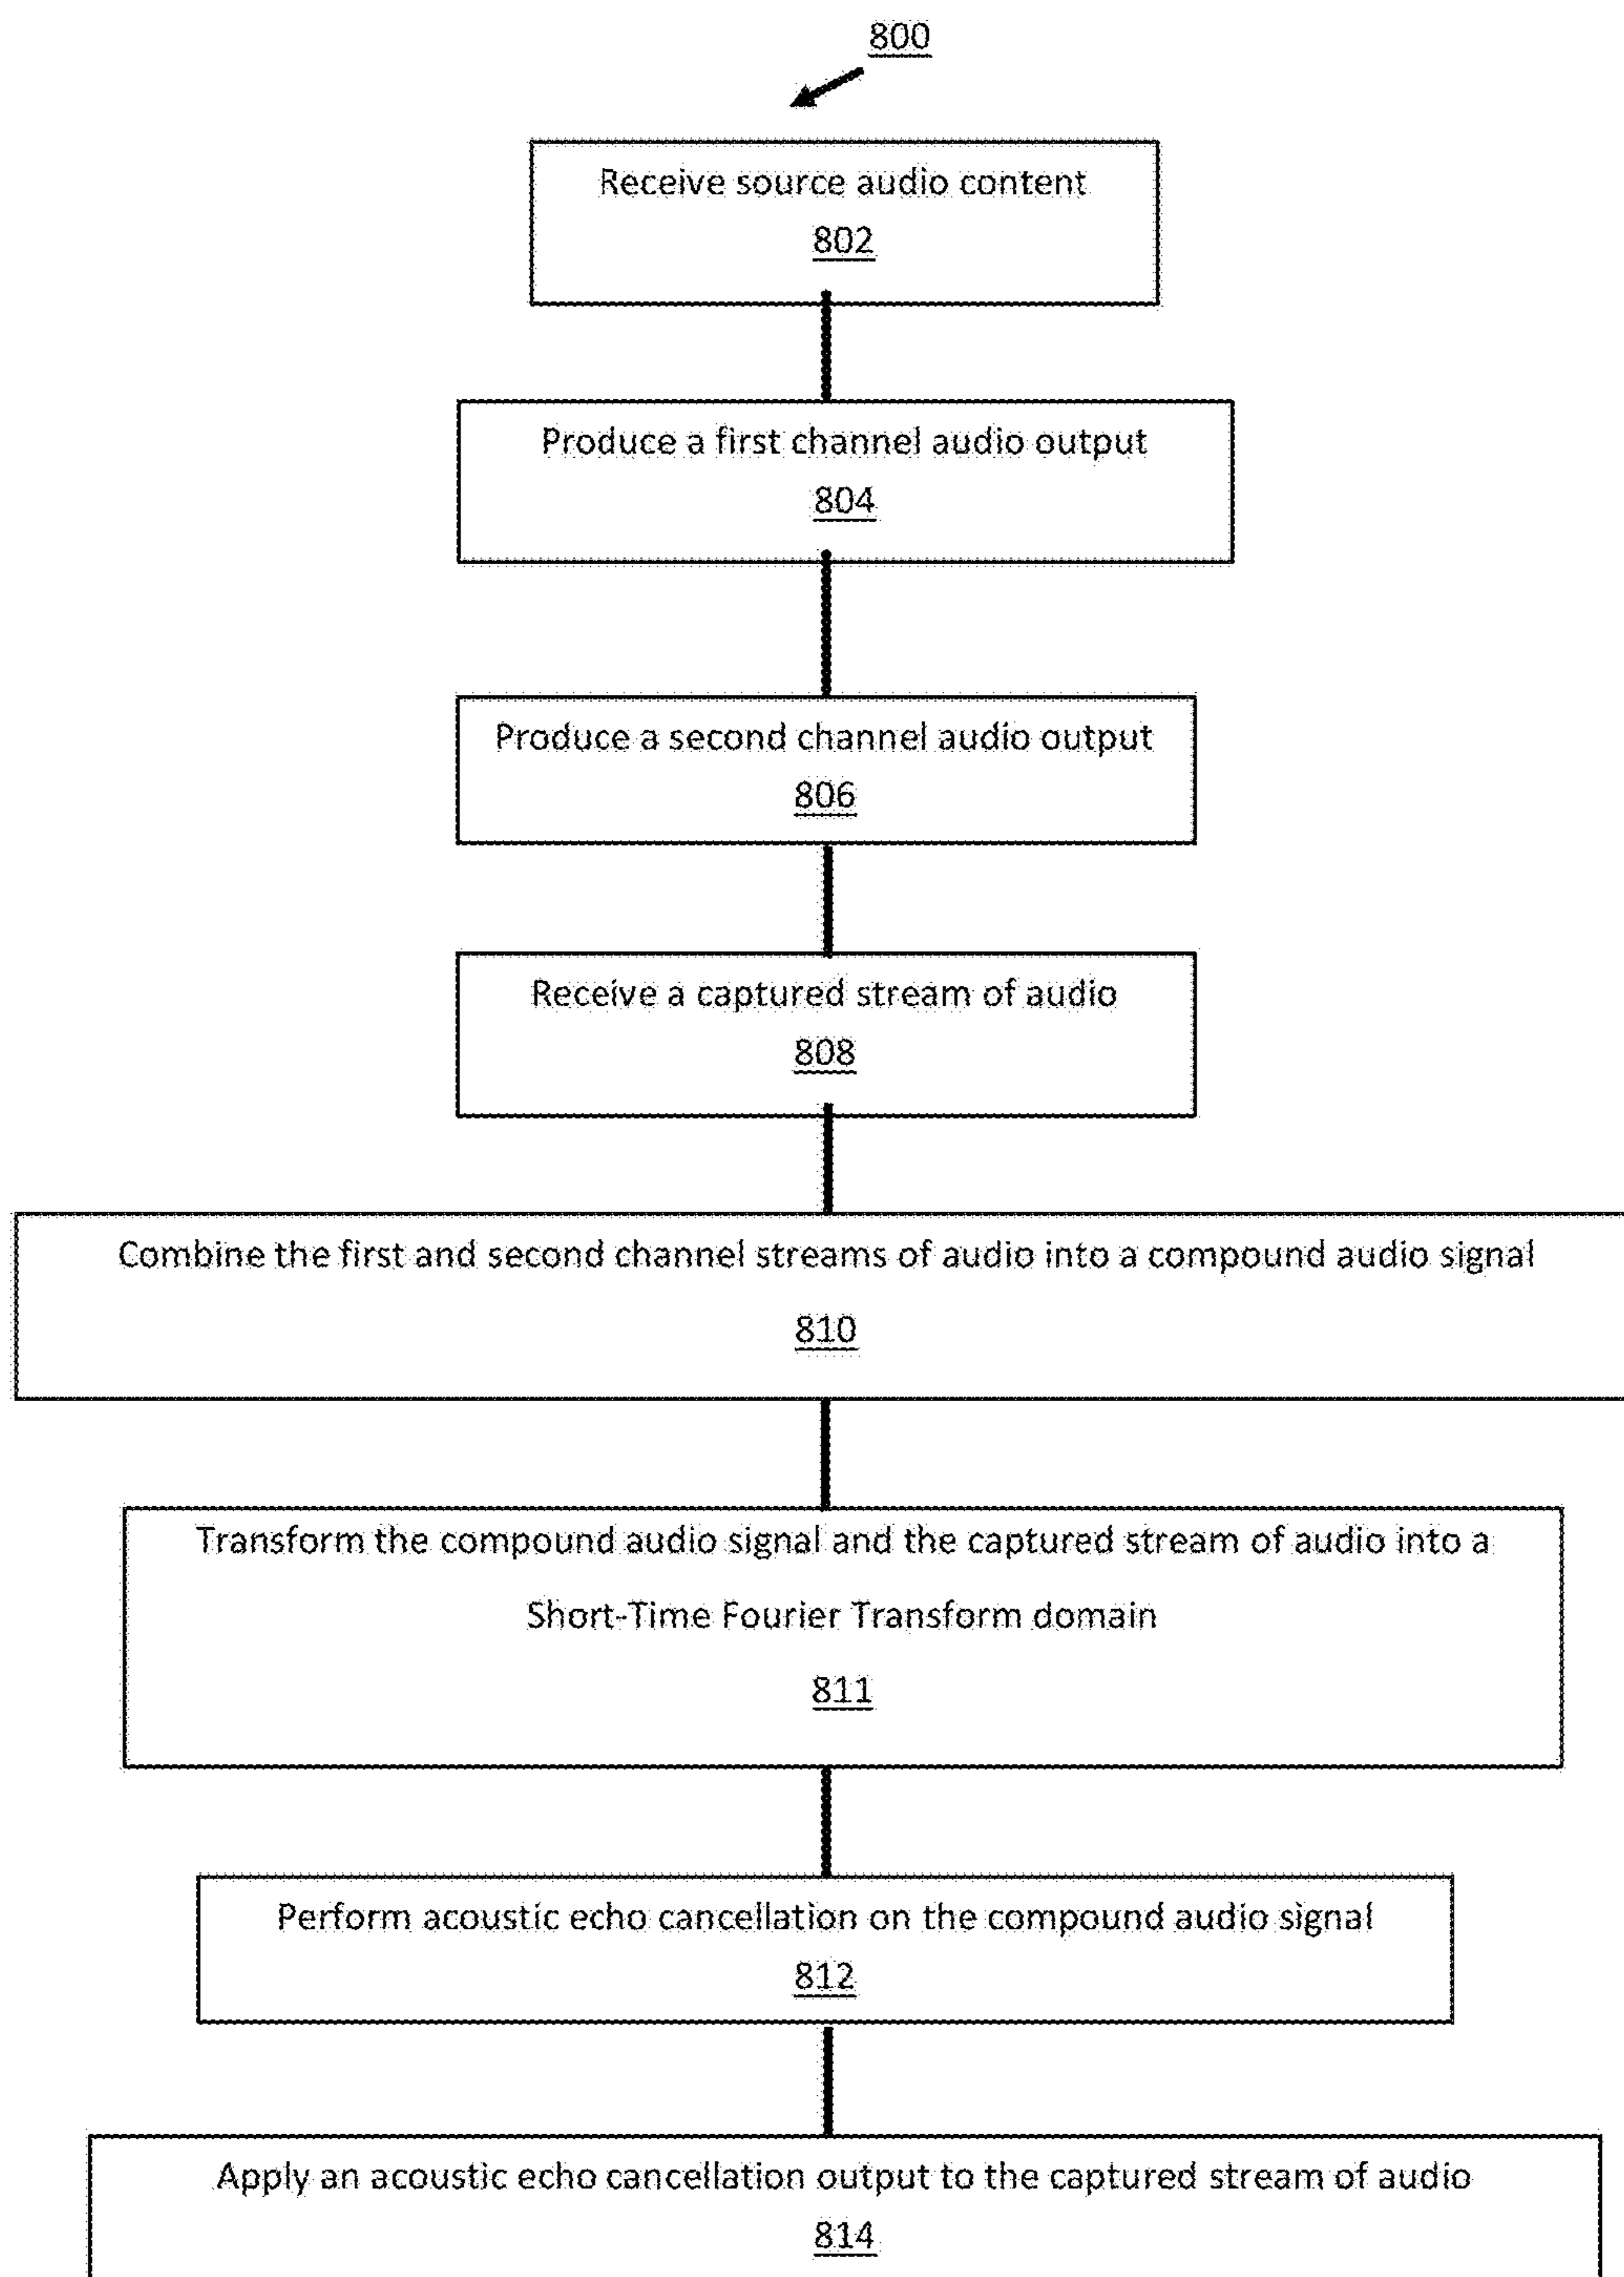 800
Receive source audio content
802
Produce a first channel audio output
804
Produce a second channel audio output
806
Receive a captured stream of audio
808
Combine the first and second channel streams of audio into a compound audio signal
810
Transform the compound audio signal and the captured stream of audio into a
Short-Time Fourier Transform domain
811
Perform acoustic echo cancellation on the compound audio signal
812
Apply an acoustic echo cancellation output to the captured stream of audio
814